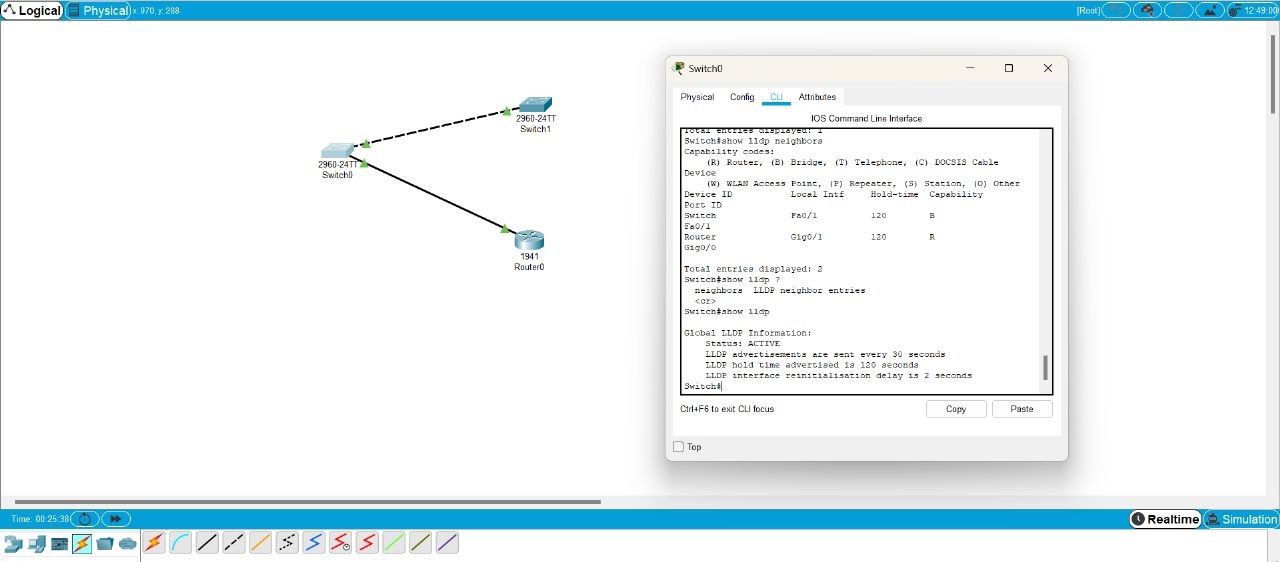 Logical Physical x: 970, y: 288 [Root] 12:49:00
2960-24TT
Switch1
2960-24TT
Switch0
1941
Router0
Switch0
Physical Config CLI Attributes
IOS Command Line Interface
Total entries displayed: 1
Switch#show lldp neighbors
Capability codes:
(R) Router, (B) Bridge, (T) Telephone, (C) DOCSIS Cable
Device
(W) WLAN Access Point, (P) Repeater, (S) Station, (O) Other
Device ID Local Intf Hold-time Capability
Port ID
Switch Fa0/1 120 B
Fa0/1
Router Gig0/1 120 R
Gig0/0
Total entries displayed: 2
Switch#show lldp ?
neighbors LLDP neighbor entries
<cr>
Switch#show lldp
Global LLDP Information:
Status: ACTIVE
LLDP advertisements are sent every 30 seconds
LLDP hold time advertised is 120 seconds
LLDP interface reinitialisation delay is 2 seconds
Switch#
Ctrl+F6 to exit CLI focus
Copy Paste
Top
Time: 00:25:38 Realtime Simulation